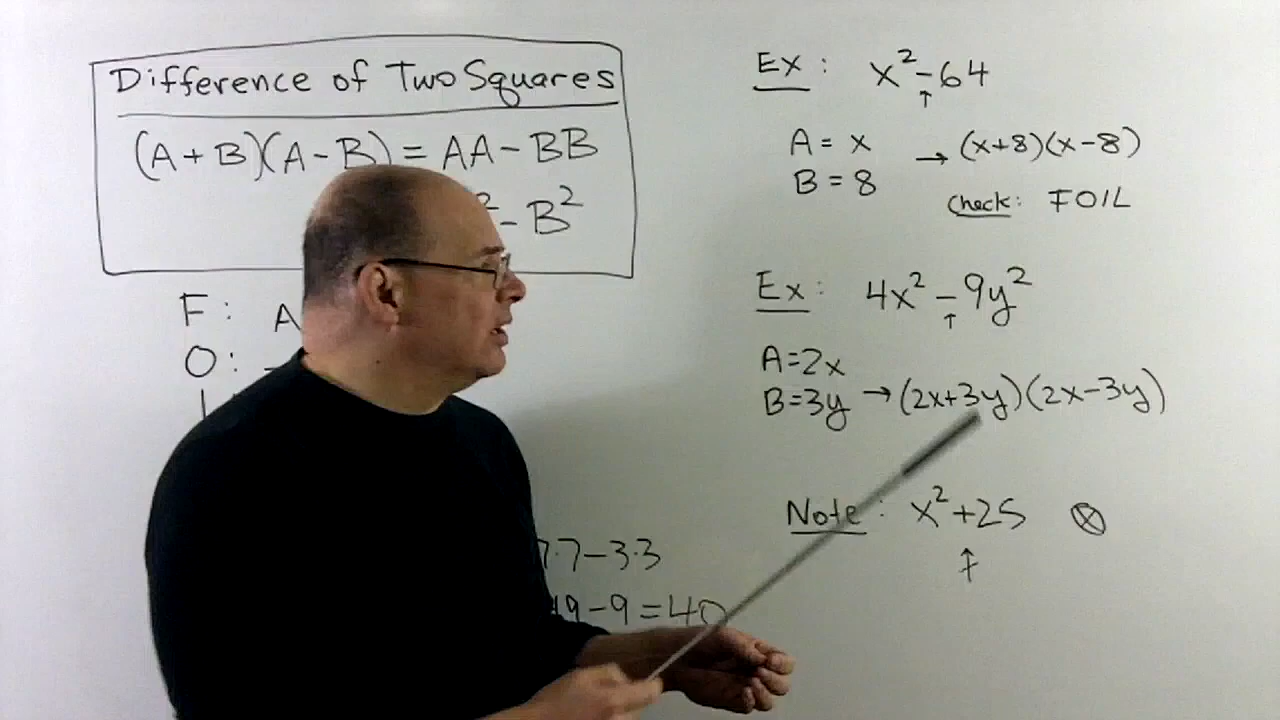 Difference of Two Squares
(A+B)(A-B) = AA - BB
² - B²
F: A
O:
I
7·7-3·3
49-9=40
Ex: x²-64
↑
A = x
B = 8
→ (x+8)(x-8)
Check: FOIL
Ex: 4x²-9y²
↑
A=2x
B=3y → (2x+3y)(2x-3y)
Note: x²+25 ⊗
↑